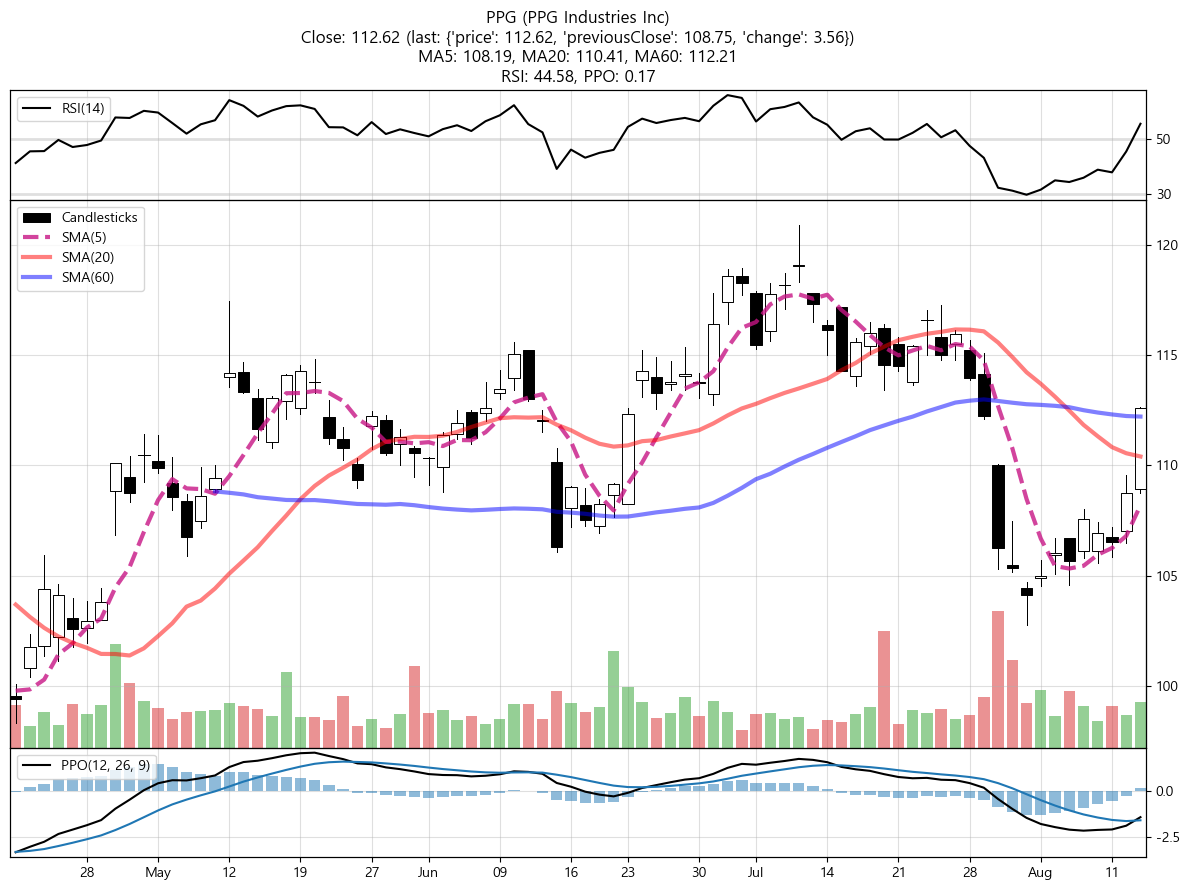 PPG (PPG Industries Inc)
Close: 112.62 (last: {'price': 112.62, 'previousClose': 108.75, 'change': 3.56})
MA5: 108.19, MA20: 110.41, MA60: 112.21
RSI: 44.58, PPO: 0.17
RSI(14)
50
30
Candlesticks
SMA(5)
SMA(20)
SMA(60)
120
115
110
105
100
PPO(12, 26, 9)
0.0
-2.5
28 May 12 19 27 Jun 09 16 23 30 Jul 14 21 28 Aug 11